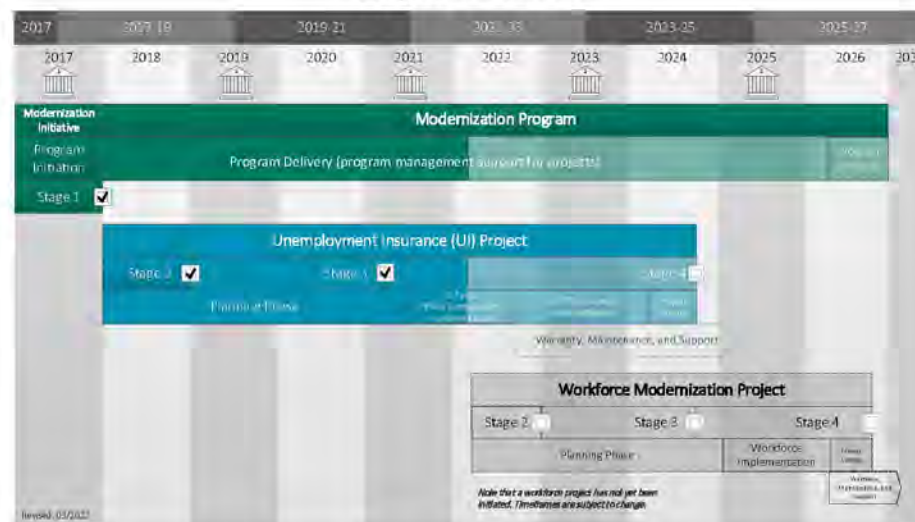 2017 2017-19 2019-21 2021-23 2023-25 2025-27
2017 2018 2019 2020 2021 2022 2023 2024 2025 2026
Modernization
Initiative
Modernization Program
Program
Initiation
Program Delivery (program management support for projects)
Stage 1
Unemployment Insurance (UI) Project
Stage 2 Stage 3 Stage 4
Planning Phase
Warranty, Maintenance, and Support
Workforce Modernization Project
Stage 2 Stage 3 Stage 4
Planning Phase
Workforce
Implementation
Note that a workforce project has not yet been
initiated. Timeframes are subject to change.
Revised: 03/2022